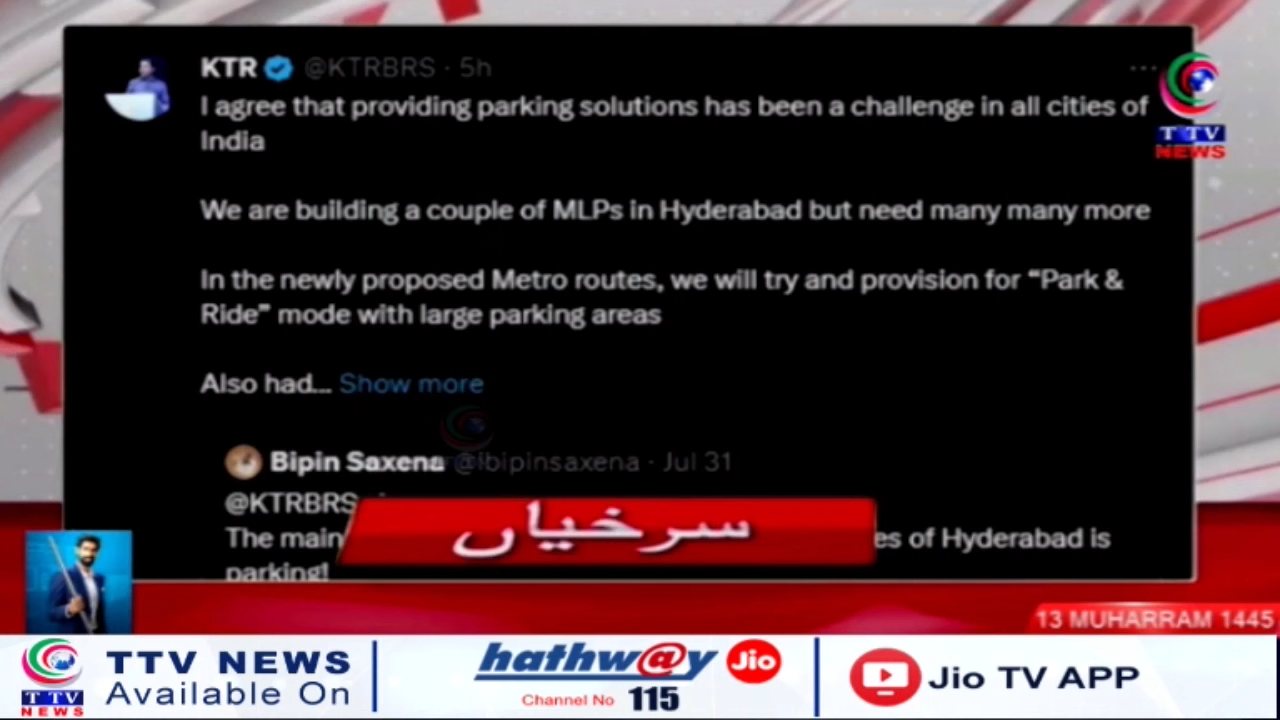 KTR @KTRBRS · 5h
I agree that providing parking solutions has been a challenge in all cities of
India
We are building a couple of MLPs in Hyderabad but need many many more
In the newly proposed Metro routes, we will try and provision for “Park &
Ride” mode with large parking areas
Also had... Show more
Bipin Saxena @ibipinsaxena · Jul 31
@KTRBRS
The main es of Hyderabad is
parking!
سرخیاں
T TV
NEWS
13 MUHARRAM 1445
T TV
NEWS
TTV NEWS
Available On
hathw@y Jio
Channel No 115
Jio TV APP